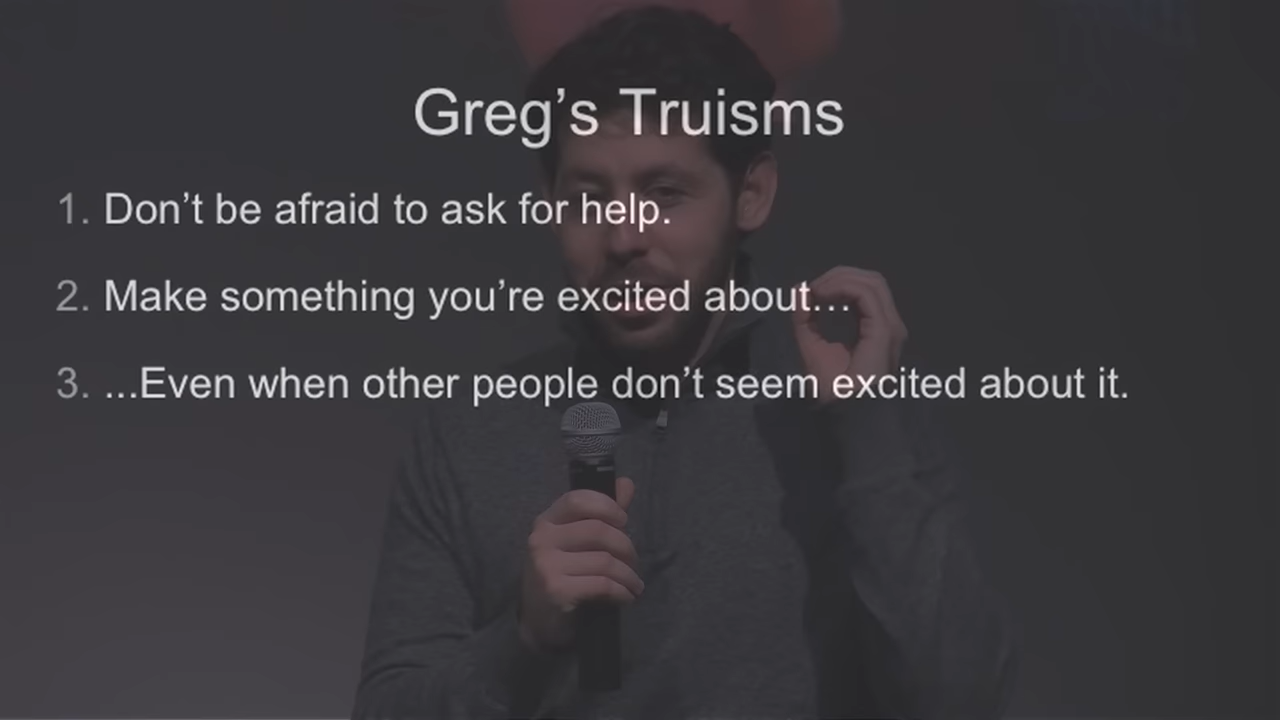 Greg’s Truisms
1. Don’t be afraid to ask for help.
2. Make something you’re excited about…
3. ...Even when other people don’t seem excited about it.